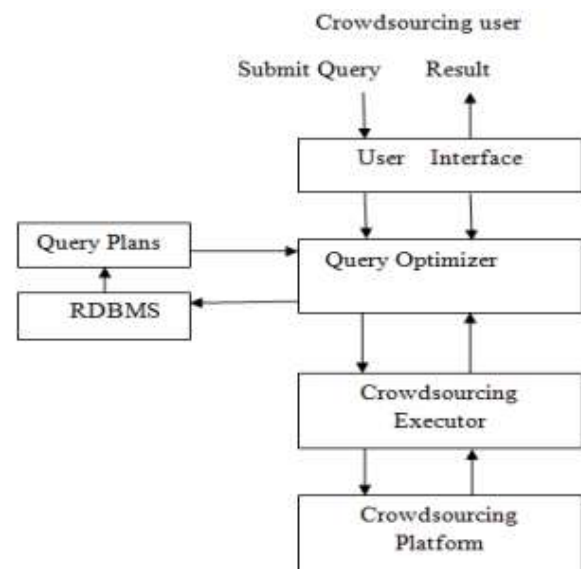 Crowdsourcing user
Submit Query Result
User Interface
Query Plans
Query Optimizer
RDBMS
Crowdsourcing
Executor
Crowdsourcing
Platform